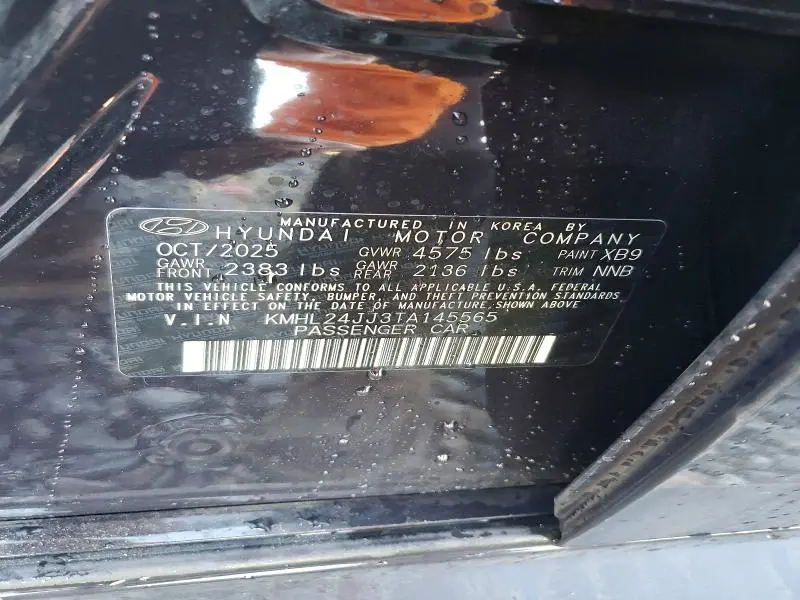 MANUFACTURED IN KOREA BY
HYUNDAI MOTOR COMPANY
OCT/2025 GVWR 4575 lbs PAINT XB9
GAWR FRONT 2383 lbs GAWR REAR 2136 lbs TRIM NNB
THIS VEHICLE CONFORMS TO ALL APPLICABLE U.S.A. FEDERAL
MOTOR VEHICLE SAFETY, BUMPER, AND THEFT PREVENTION STANDARDS
IN EFFECT ON THE DATE OF MANUFACTURE SHOWN ABOVE
V.I.N KMHL24JJ3TA145565
PASSENGER CAR